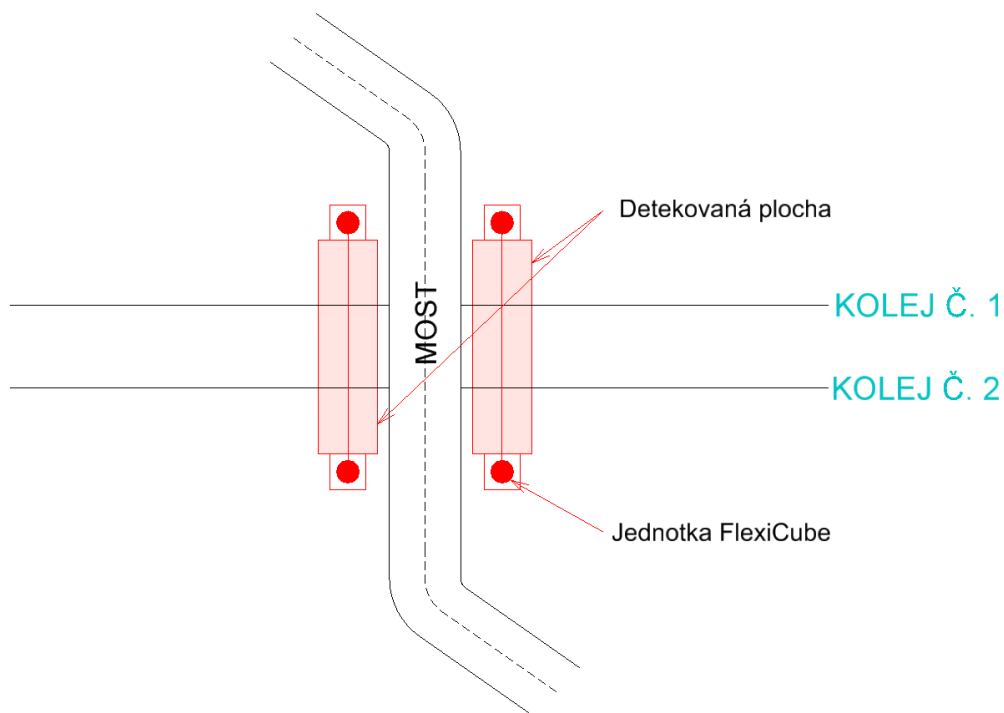 Detekovaná plocha
MOST
KOLEJ Č. 1
KOLEJ Č. 2
Jednotka FlexiCube